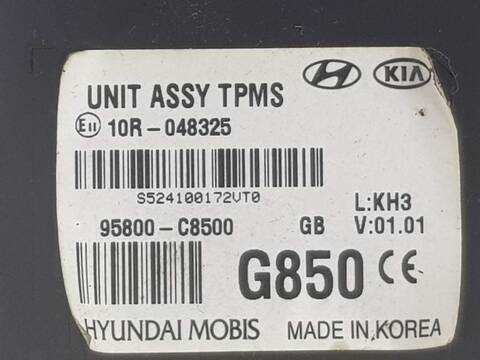 KIA
UNIT ASSY TPMS
E11 10R-048325
S524100172VT0
L:KH3
95800-C8500 GB V:01.01
G850 CE
HYUNDAI MOBIS MADE IN KOREA